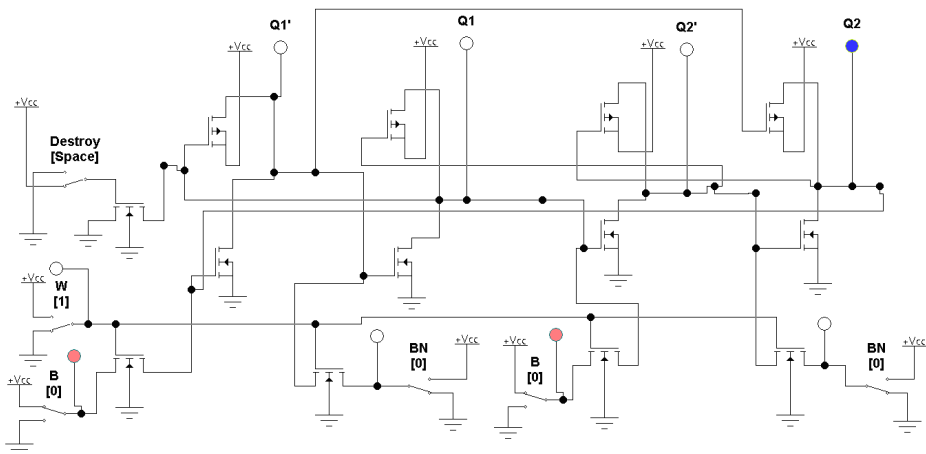 Q1'
Q1
Q2'
Q2
+Vcc
+Vcc
+Vcc
+Vcc
+Vcc
Destroy
[Space]
+Vcc
W
[1]
+Vcc
B
[0]
BN
[0]
+Vcc
+Vcc
B
[0]
BN
[0]
+Vcc